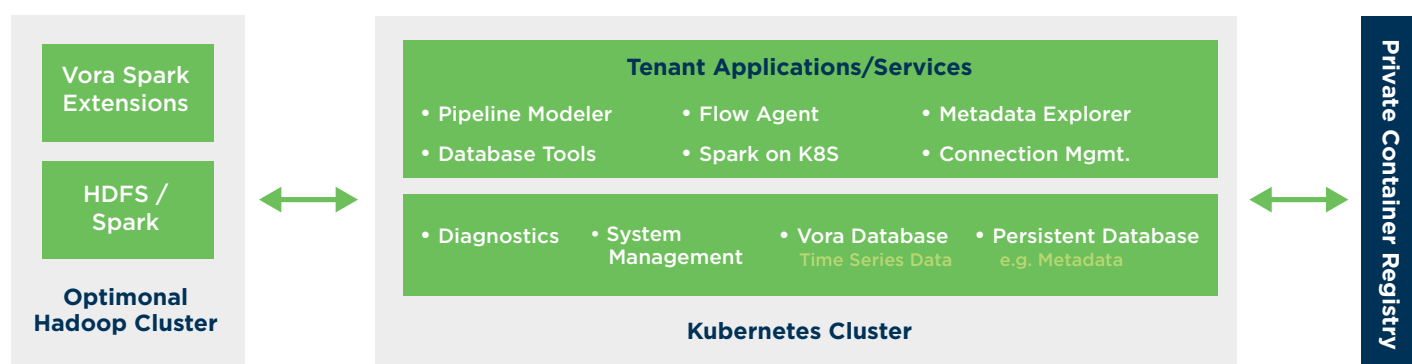 Vora Spark
Extensions
HDFS /
Spark
Optimonal
Hadoop Cluster
Tenant Applications/Services
• Pipeline Modeler
• Flow Agent
• Metadata Explorer
• Database Tools
• Spark on K8S
• Connection Mgmt.
• Diagnostics
• System
Management
• Vora Database
Time Series Data
• Persistent Database
e.g. Metadata
Kubernetes Cluster
Private Container Registry